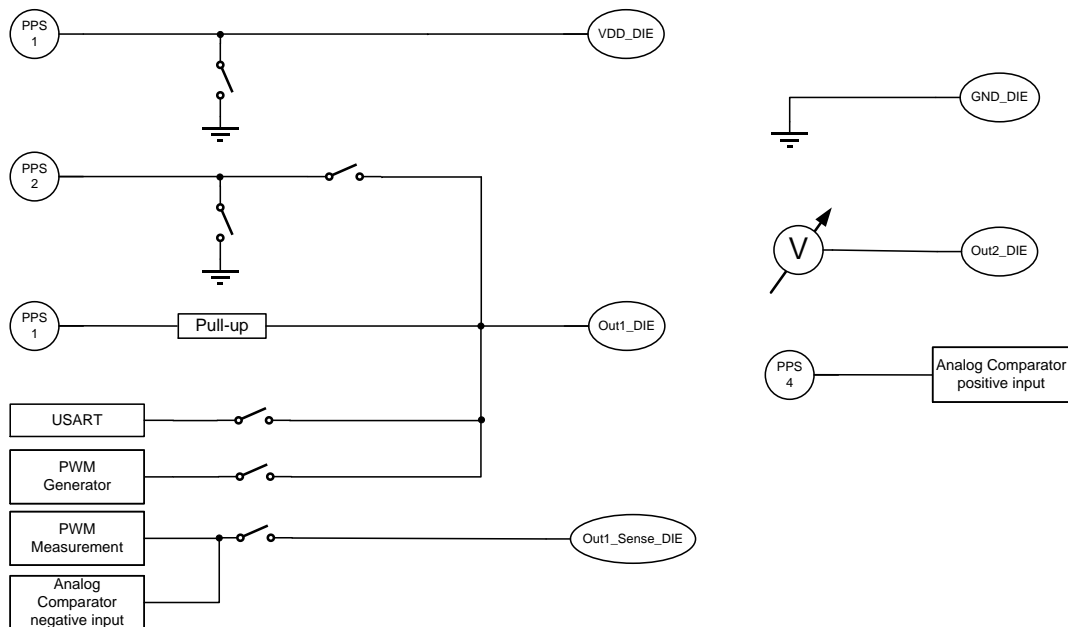 PPS
1
VDD_DIE
GND_DIE
PPS
2
V
Out2_DIE
PPS
1
Pull-up
Out1_DIE
PPS
4
Analog Comparator
positive input
USART
PWM
Generator
PWM
Measurement
Out1_Sense_DIE
Analog
Comparator
negative input